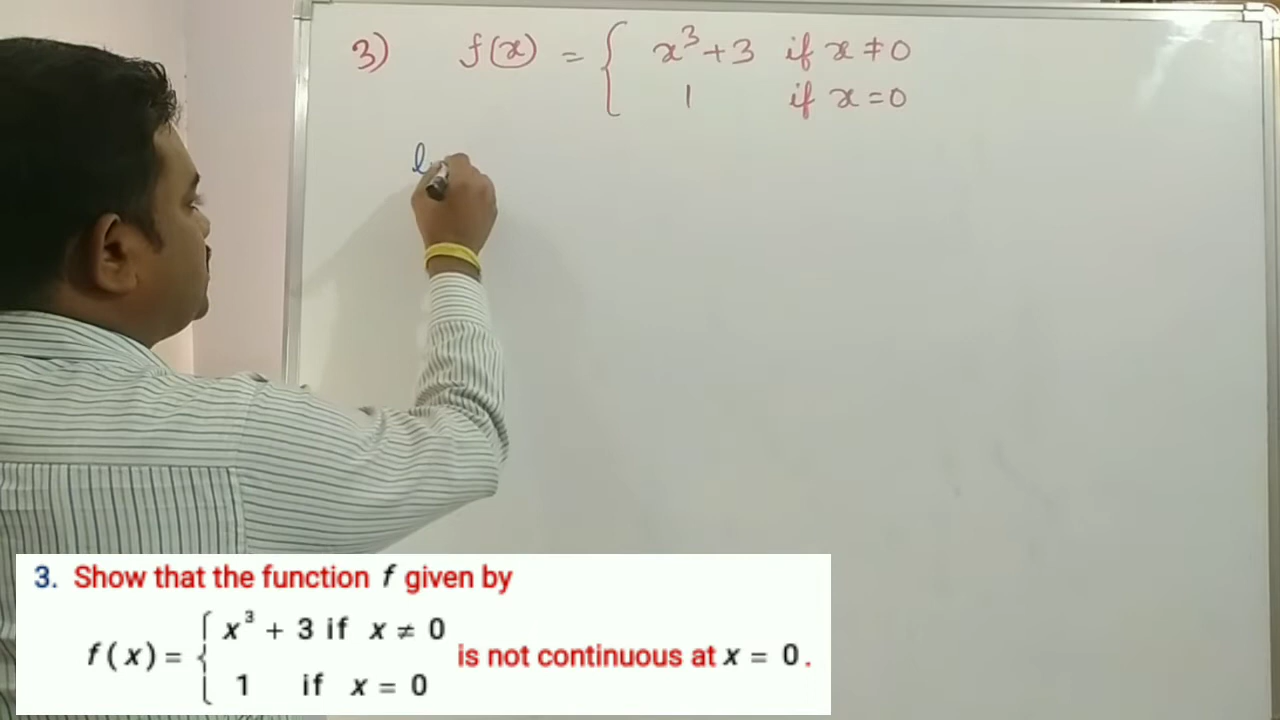 3) f(x) = { x³+3 if x ≠ 0
1 if x = 0
l
3. Show that the function f given by
f(x) = { x³ + 3 if x ≠ 0
is not continuous at x = 0.
1 if x = 0